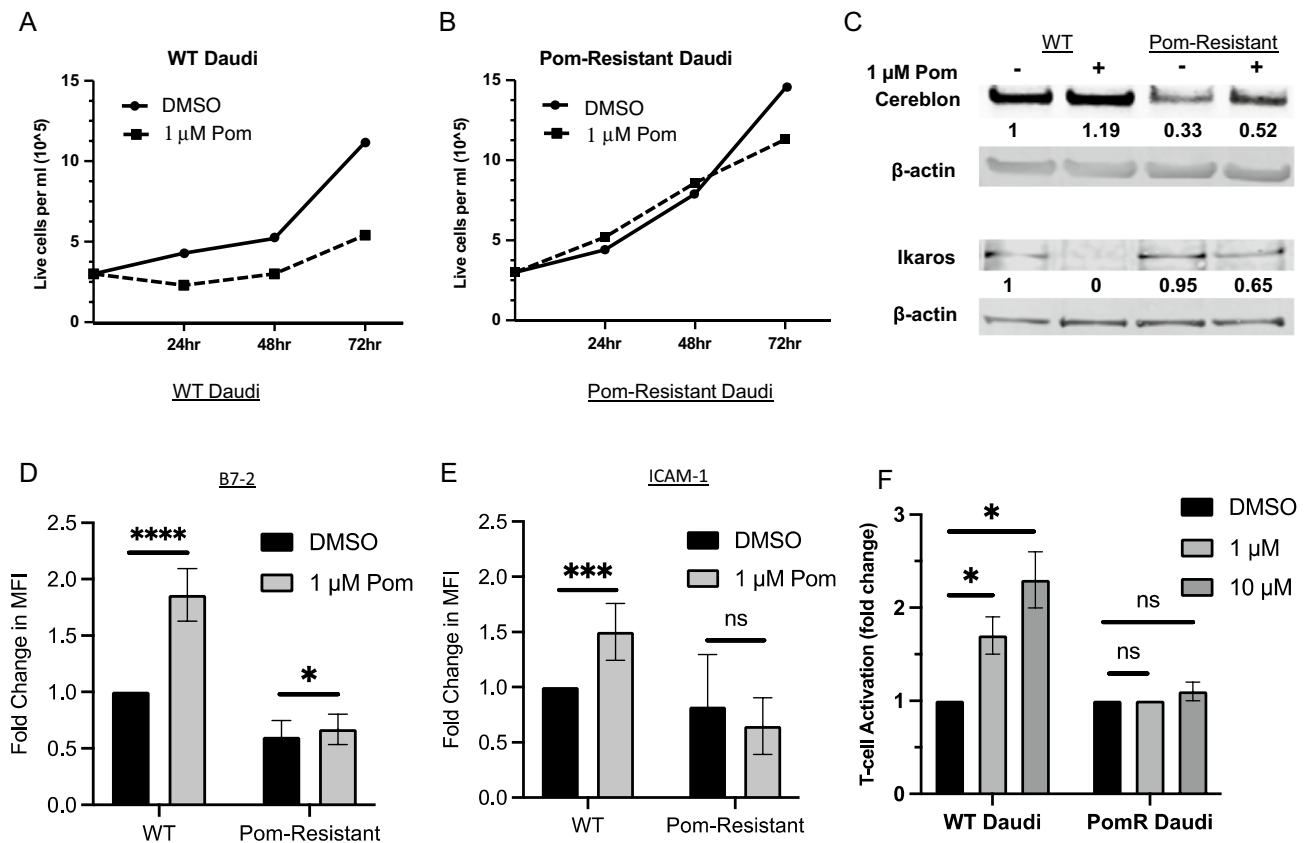 A
WT Daudi
Live cells per ml (10^5)
15
10
5
0
DMSO
1 μM Pom
24hr
48hr
72hr
WT Daudi
B
Pom-Resistant Daudi
Live cells per ml (10^5)
15
10
5
0
DMSO
1 μM Pom
24hr
48hr
72hr
Pom-Resistant Daudi
C
WT Pom-Resistant
1 μM Pom - + - +
Cereblon
1 1.19 0.33 0.52
β-actin
Ikaros
1 0 0.95 0.65
β-actin
D
B7-2
Fold Change in MFI
2.5
2.0
1.5
1.0
0.5
0.0
****
*
DMSO
1 μM Pom
WT Pom-Resistant
E
ICAM-1
Fold Change in MFI
2.5
2.0
1.5
1.0
0.5
0.0
***
ns
DMSO
1 μM Pom
WT Pom-Resistant
F
T-cell Activation (fold change)
3
2
1
0
*
*
ns
ns
DMSO
1 μM
10 μM
WT Daudi PomR Daudi